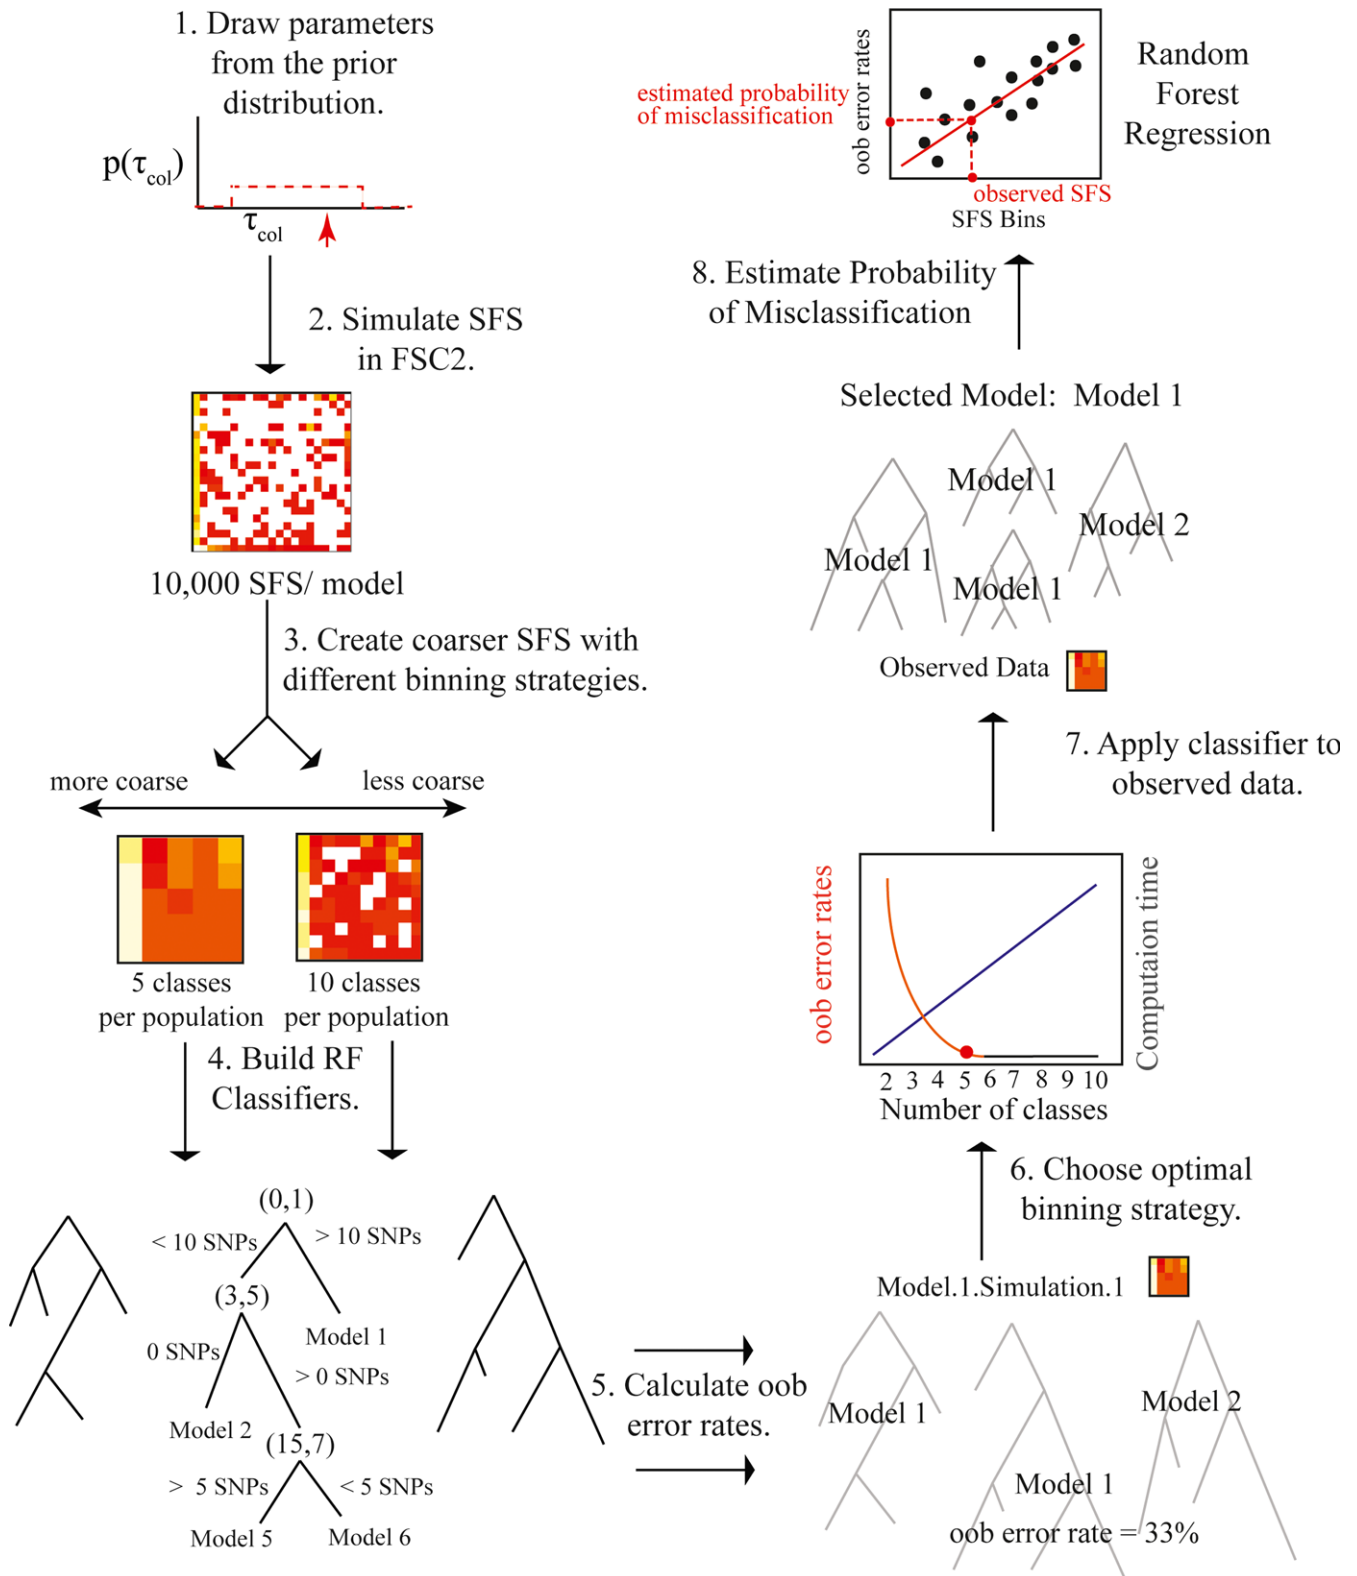 1. Draw parameters
from the prior
distribution.
p(τcol)
τcol
2. Simulate SFS
in FSC2.
10,000 SFS/ model
3. Create coarser SFS with
different binning strategies.
more coarse
less coarse
5 classes
per population
10 classes
per population
4. Build RF
Classifiers.
(0,1)
< 10 SNPs
> 10 SNPs
(3,5)
Model 1
0 SNPs
> 0 SNPs
Model 2
(15,7)
> 5 SNPs
< 5 SNPs
Model 5
Model 6
5. Calculate oob
error rates.
Model.1.Simulation.1
Model 1
Model 2
Model 1
oob error rate = 33%
6. Choose optimal
binning strategy.
oob error rates
Computaion time
2 3 4 5 6 7 8 9 10
Number of classes
7. Apply classifier to
observed data.
Observed Data
Model 1
Model 1
Model 1
Model 2
Selected Model: Model 1
8. Estimate Probability
of Misclassification
estimated probability
of misclassification
oob error rates
observed SFS
SFS Bins
Random
Forest
Regression